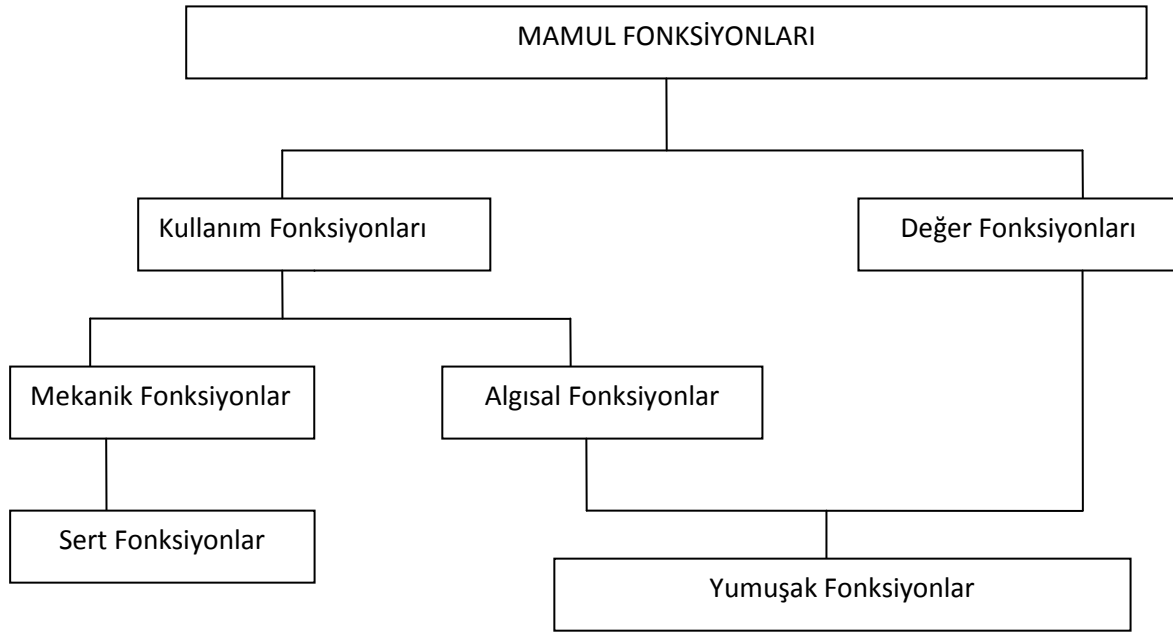 MAMUL FONKSİYONLARI
Kullanım Fonksiyonları
Değer Fonksiyonları
Mekanik Fonksiyonlar
Algısal Fonksiyonlar
Sert Fonksiyonlar
Yumuşak Fonksiyonlar